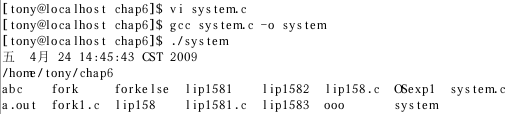 [tony@localhost chap6]$ vi system.c
[tony@localhost chap6]$ gcc system.c -o system
[tony@localhost chap6]$ ./system
五 4月 24 14:45:43 CST 2009
/home/tony/chap6
abc fork forkelse lip1581 lip1582 lip158.c OSexp1 system.c
a.out fork1.c lip158 lip1581.c lip1583 ooo system